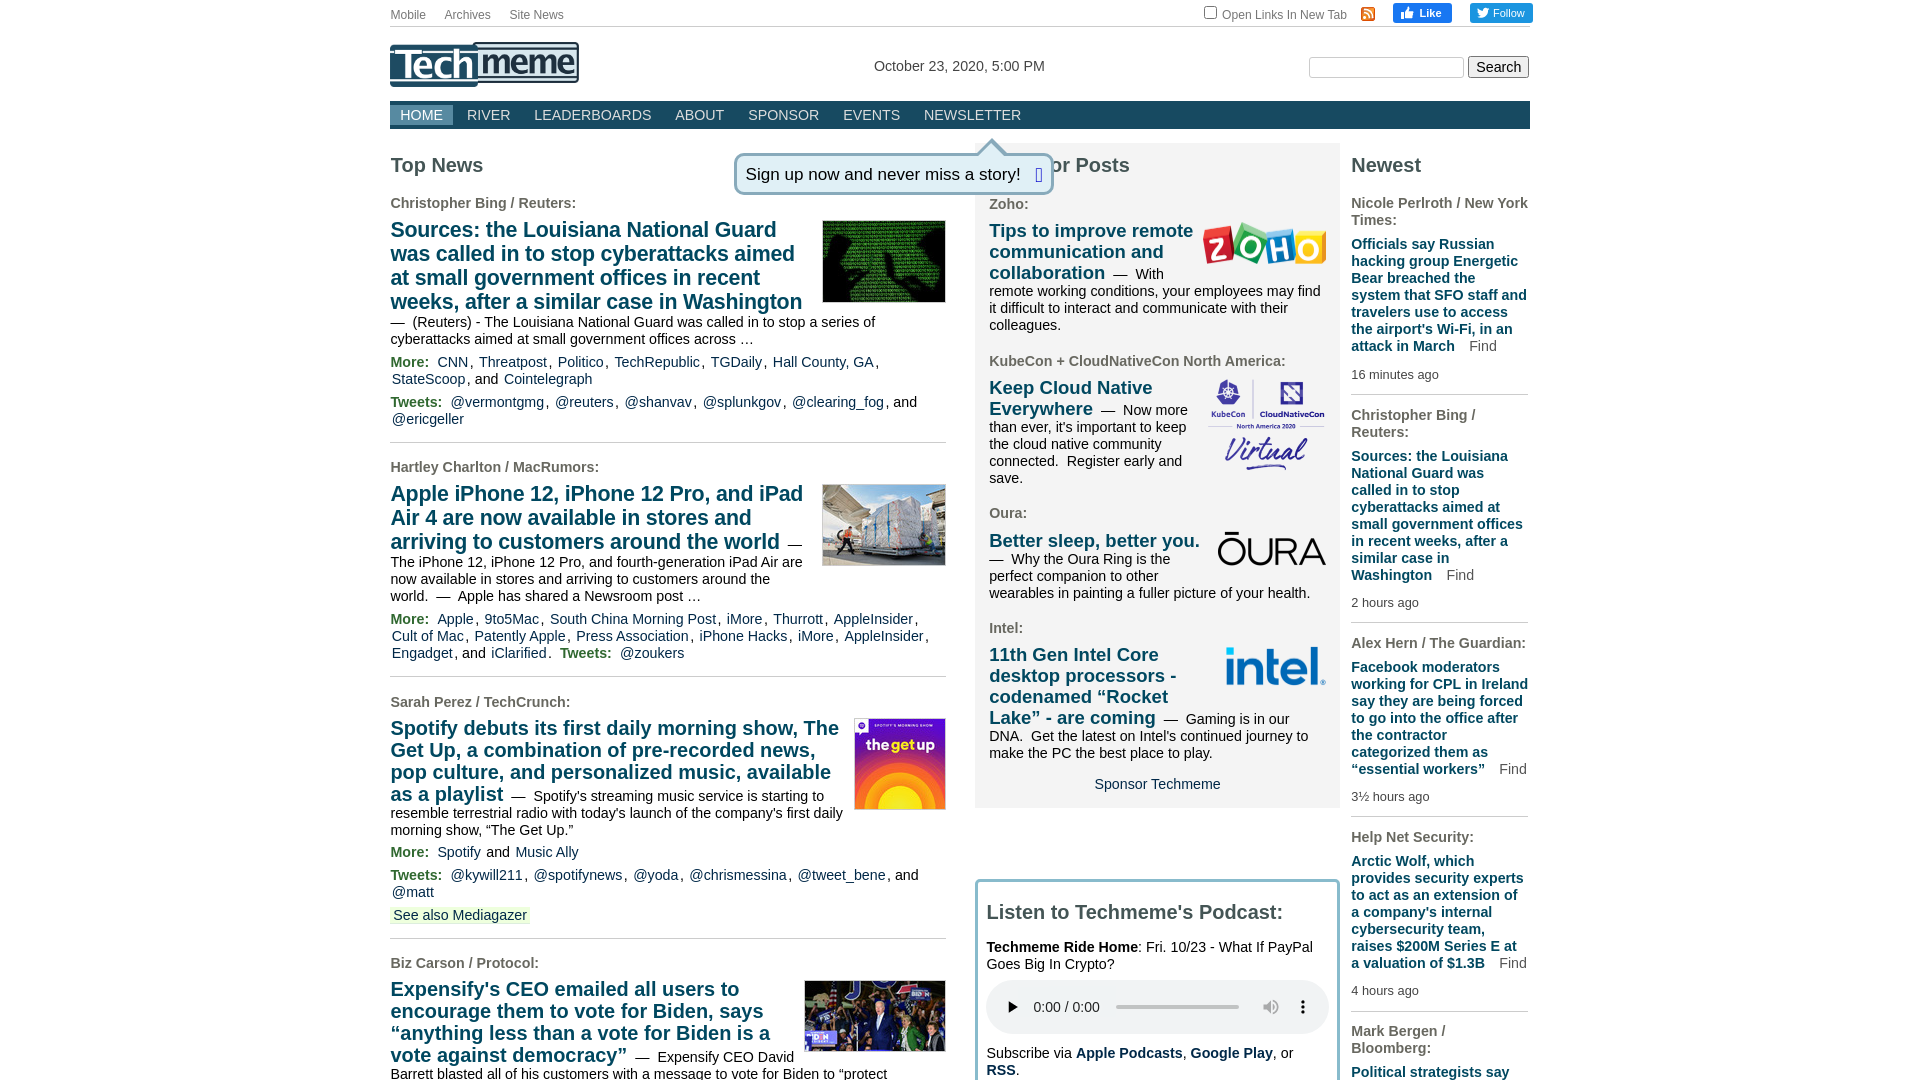 Mobile
Archives
Site News
Open Links In New Tab
Like
Follow
Techmeme
October 23, 2020, 5:00 PM
Search
HOME
RIVER
LEADERBOARDS
ABOUT
SPONSOR
EVENTS
NEWSLETTER
Sign up now and never miss a story!
Top News
Christopher Bing / Reuters:
Sources: the Louisiana National Guard
was called in to stop cyberattacks aimed
at small government offices in recent
weeks, after a similar case in Washington
— (Reuters) - The Louisiana National Guard was called in to stop a series of
cyberattacks aimed at small government offices across …
More: CNN, Threatpost, Politico, TechRepublic, TGDaily, Hall County, GA,
StateScoop, and Cointelegraph
Tweets: @vermontgmg, @reuters, @shanvav, @splunkgov, @clearing_fog, and
@ericgeller
Hartley Charlton / MacRumors:
Apple iPhone 12, iPhone 12 Pro, and iPad
Air 4 are now available in stores and
arriving to customers around the world —
The iPhone 12, iPhone 12 Pro, and fourth-generation iPad Air are
now available in stores and arriving to customers around the
world. — Apple has shared a Newsroom post …
More: Apple, 9to5Mac, South China Morning Post, iMore, Thurrott, AppleInsider,
Cult of Mac, Patently Apple, Press Association, iPhone Hacks, iMore, AppleInsider,
Engadget, and iClarified. Tweets: @zoukers
Sarah Perez / TechCrunch:
Spotify debuts its first daily morning show, The
Get Up, a combination of pre-recorded news,
pop culture, and personalized music, available
as a playlist — Spotify's streaming music service is starting to
resemble terrestrial radio with today's launch of the company's first daily
morning show, “The Get Up.”
SPOTIFY'S MORNING SHOW
the get up
More: Spotify and Music Ally
Tweets: @kywill211, @spotifynews, @yoda, @chrismessina, @tweet_bene, and
@matt
See also Mediagazer
Biz Carson / Protocol:
Expensify's CEO emailed all users to
encourage them to vote for Biden, says
“anything less than a vote for Biden is a
vote against democracy” — Expensify CEO David
Barrett blasted all of his customers with a message to vote for Biden to “protect
or Posts
Zoho:
Tips to improve remote
communication and
collaboration — With
remote working conditions, your employees may find
it difficult to interact and communicate with their
colleagues.
ZOHO
KubeCon + CloudNativeCon North America:
Keep Cloud Native
Everywhere — Now more
than ever, it's important to keep
the cloud native community
connected. Register early and
save.
KubeCon
CloudNativeCon
North America 2020
Virtual
Oura:
Better sleep, better you.
— Why the Oura Ring is the
perfect companion to other
wearables in painting a fuller picture of your health.
ŌURA
Intel:
11th Gen Intel Core
desktop processors -
codenamed “Rocket
Lake” - are coming — Gaming is in our
DNA. Get the latest on Intel's continued journey to
make the PC the best place to play.
intel®
Sponsor Techmeme
Listen to Techmeme's Podcast:
Techmeme Ride Home: Fri. 10/23 - What If PayPal
Goes Big In Crypto?
0:00 / 0:00
Subscribe via Apple Podcasts, Google Play, or
RSS.
Newest
Nicole Perlroth / New York
Times:
Officials say Russian
hacking group Energetic
Bear breached the
system that SFO staff and
travelers use to access
the airport's Wi-Fi, in an
attack in March Find
16 minutes ago
Christopher Bing /
Reuters:
Sources: the Louisiana
National Guard was
called in to stop
cyberattacks aimed at
small government offices
in recent weeks, after a
similar case in
Washington Find
2 hours ago
Alex Hern / The Guardian:
Facebook moderators
working for CPL in Ireland
say they are being forced
to go into the office after
the contractor
categorized them as
“essential workers” Find
3½ hours ago
Help Net Security:
Arctic Wolf, which
provides security experts
to act as an extension of
a company's internal
cybersecurity team,
raises $200M Series E at
a valuation of $1.3B Find
4 hours ago
Mark Bergen /
Bloomberg:
Political strategists say